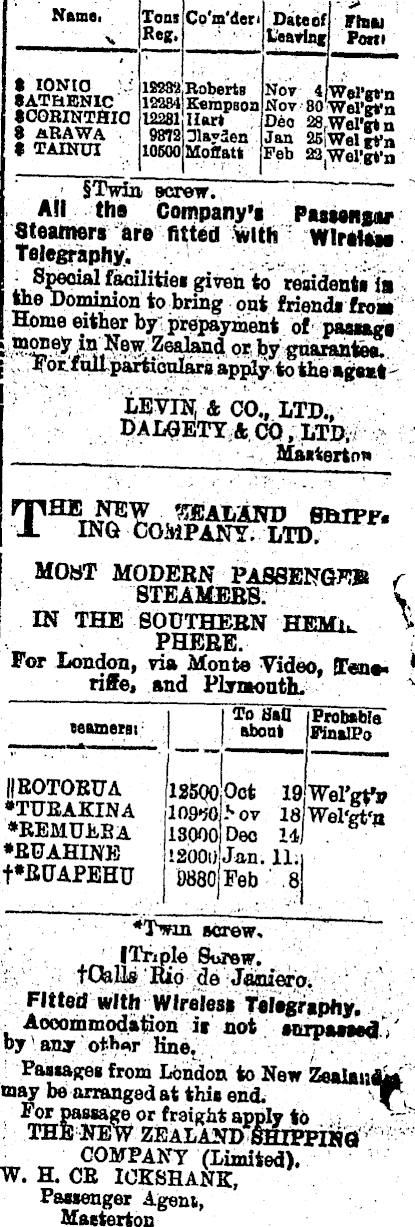 Name. Tons Reg. Co'm'der. Date of Leaving Final Port.
§ IONIC 12232 Roberts Nov 4 Wel'gt'n
§ATHENIC 12234 Kempson Nov 30 Wel'gt'n
§CORINTHIC 12231 Hart Dec 28 Wel'gt n
§ ARAWA 9872 Clayden Jan 25 Wel gt'n
§ TAINUI 10500 Moffatt Feb 22 Wel'gt'n
§Twin screw.
All the Company's Passenger
Steamers are fitted with Wireless
Telegraphy.
Special facilities given to residents in
the Dominion to bring out friends from
Home either by prepayment of passage
money in New Zealand or by guarantee.
For full particulars apply to the agent
LEVIN & CO., LTD.,
DALGETY & CO, LTD,
Masterton
THE NEW ZEALAND SHIPP-
ING COMPANY. LTD.
MOST MODERN PASSENGER
STEAMERS.
IN THE SOUTHERN HEMI
PHERE.
For London, via Monte Video, Tene-
riffe, and Plymouth.
teamers: To Sail about Probable FinalPo
||ROTORUA 12500 Oct 19 Wel'gt'n
*TURAKINA 10950 Nov 18 Wel'gt'n
*REMUERA 13000 Dec 14
*RUAHINE 12000 Jan. 11.
†*RUAPEHU 9880 Feb 8
*Twin screw.
||Triple Screw.
†Calls Rio de Janiero.
Fitted with Wireless Telegraphy.
Accommodation is not surpassed
by any other line.
Passages from London to New Zealand
may be arranged at this end.
For passage or freight apply to
THE NEW ZEALAND SHIPPING
COMPANY (Limited).
W. H. CR ICKSHANK,
Passenger Agent,
Masterton